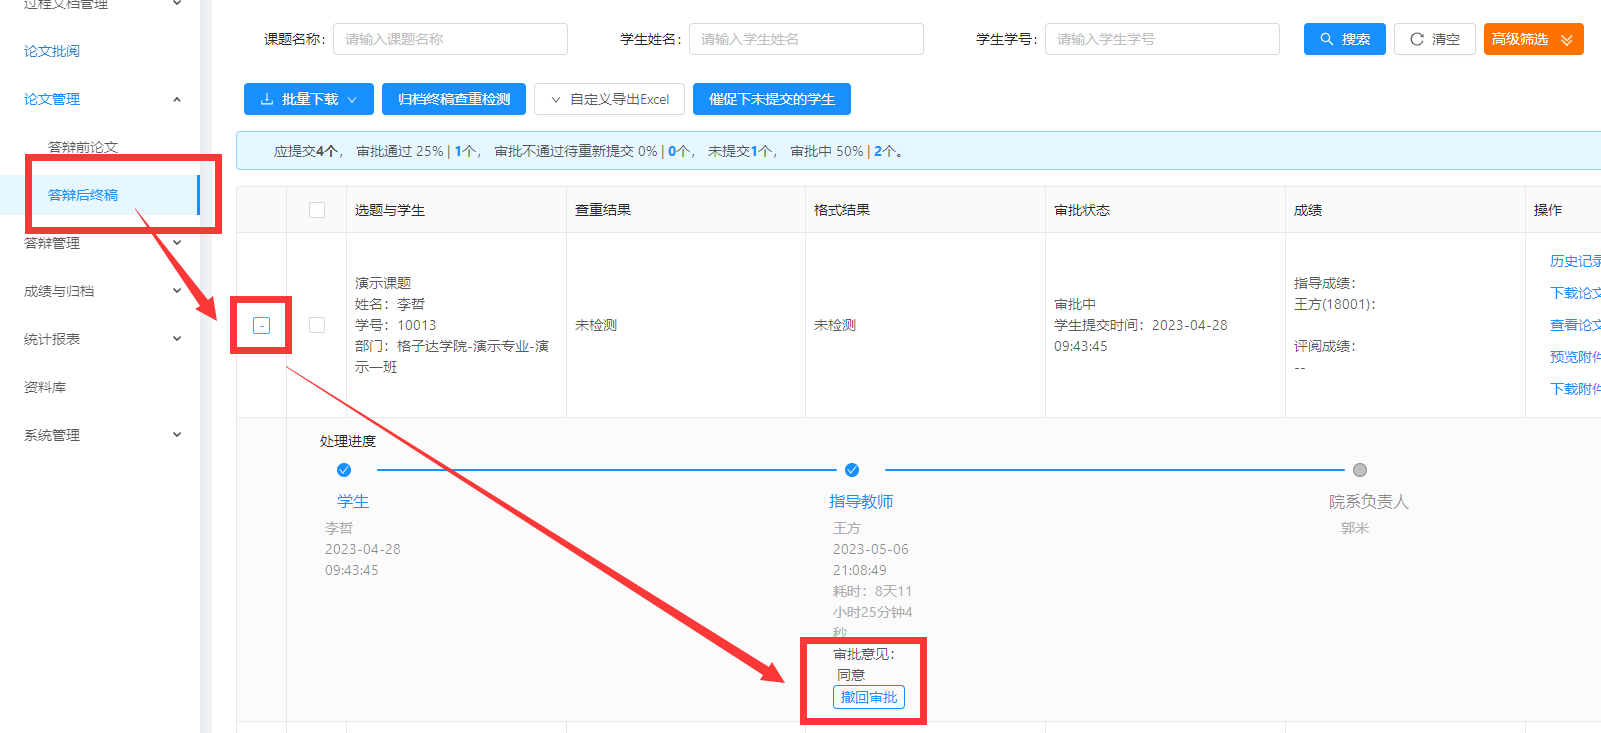 过程文档管理
论文批阅
论文管理
答辩前论文
答辩后终稿
答辩管理
成绩与归档
统计报表
资料库
系统管理
课题名称: 请输入课题名称 学生姓名: 请输入学生姓名 学生学号: 请输入学生学号 搜索 清空 高级筛选
批量下载 归档终稿查重检测 自定义导出Excel 催促下未提交的学生
应提交4个， 审批通过 25% | 1个， 审批不通过待重新提交 0% | 0个， 未提交1个， 审批中 50% | 2个。
选题与学生 查重结果 格式结果 审批状态 成绩 操作
-
演示课题
姓名：李哲
学号：10013
部门：格子达学院-演示专业-演
示一班
未检测
未检测
审批中
学生提交时间：2023-04-28
09:43:45
指导成绩：
王方(18001)：
评阅成绩：
--
历史记录
下载论文
查看论文
预览附件
下载附件
处理进度
学生
李哲
2023-04-28
09:43:45
指导教师
王方
2023-05-06
21:08:49
耗时：8天11
小时25分钟4
秒
审批意见：
同意
撤回审批
院系负责人
郭米